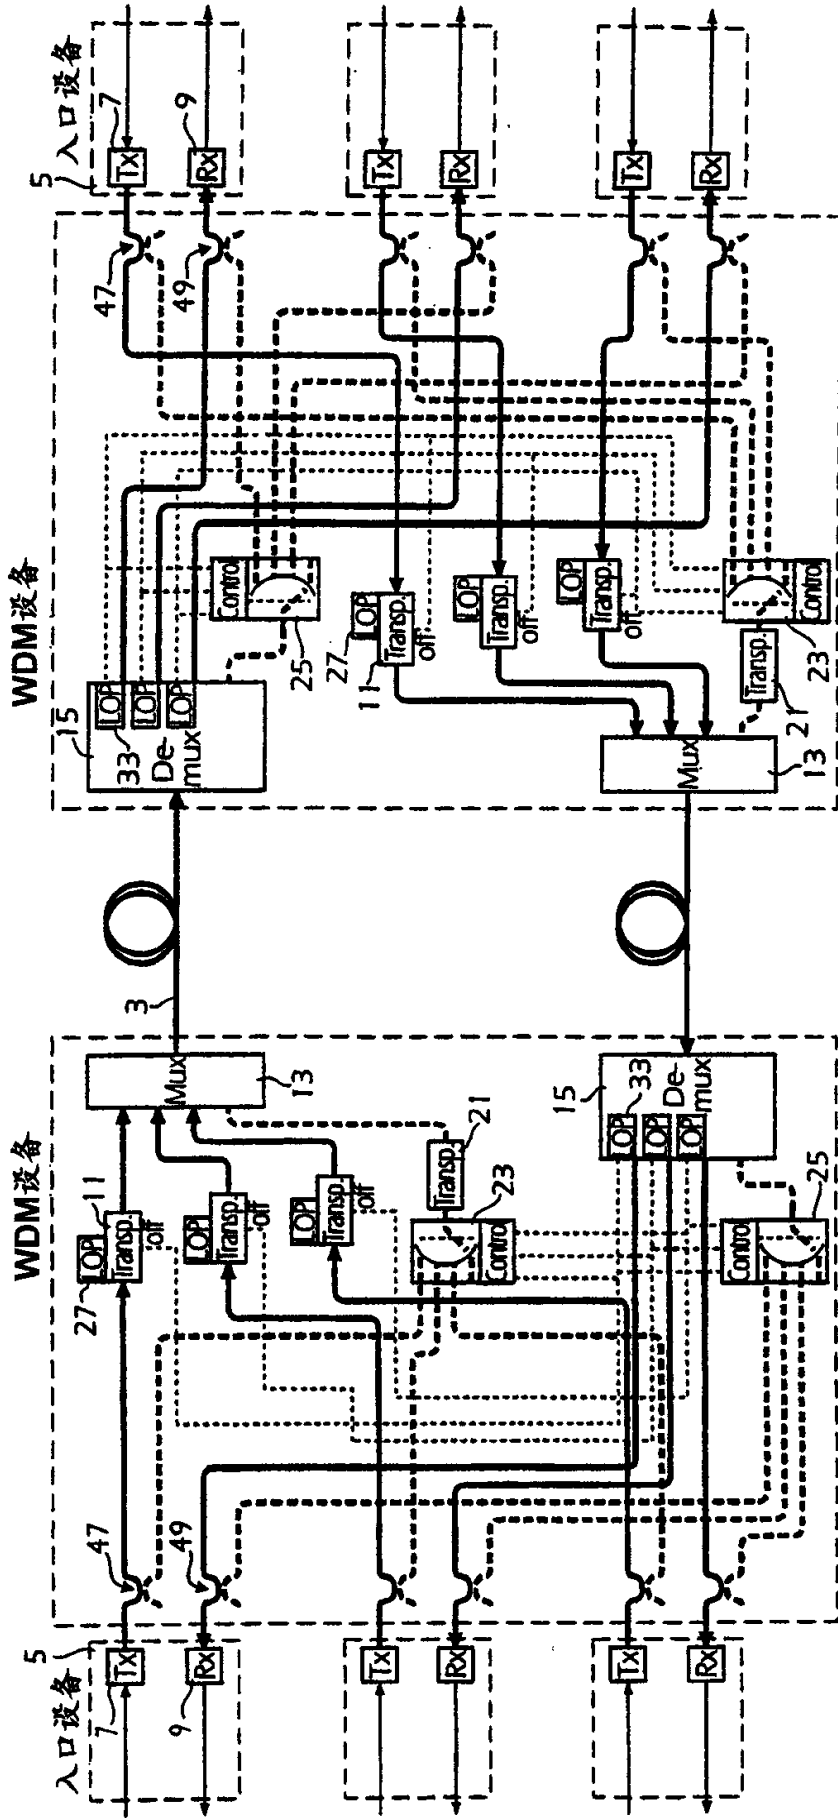 入口设备
5
7
Tx
47
9
Rx
49
Tx
Rx
Tx
Rx
WDM设备
27
LOP
11
Transp.
off
LOP
Transp.
off
LOP
Transp.
off
Mux
13
Transp.
21
23
Control
15
LOP
33
LOP
LOP
De-
mux
Control
25
3
WDM设备
15
33
LOP
LOP
LOP
De-
mux
Control
25
27
LOP
11
Transp.
off
LOP
Transp.
off
LOP
Transp.
off
Mux
13
Transp.
21
23
Control
入口设备
5
47
Tx
7
49
Rx
9
Tx
Rx
Tx
Rx